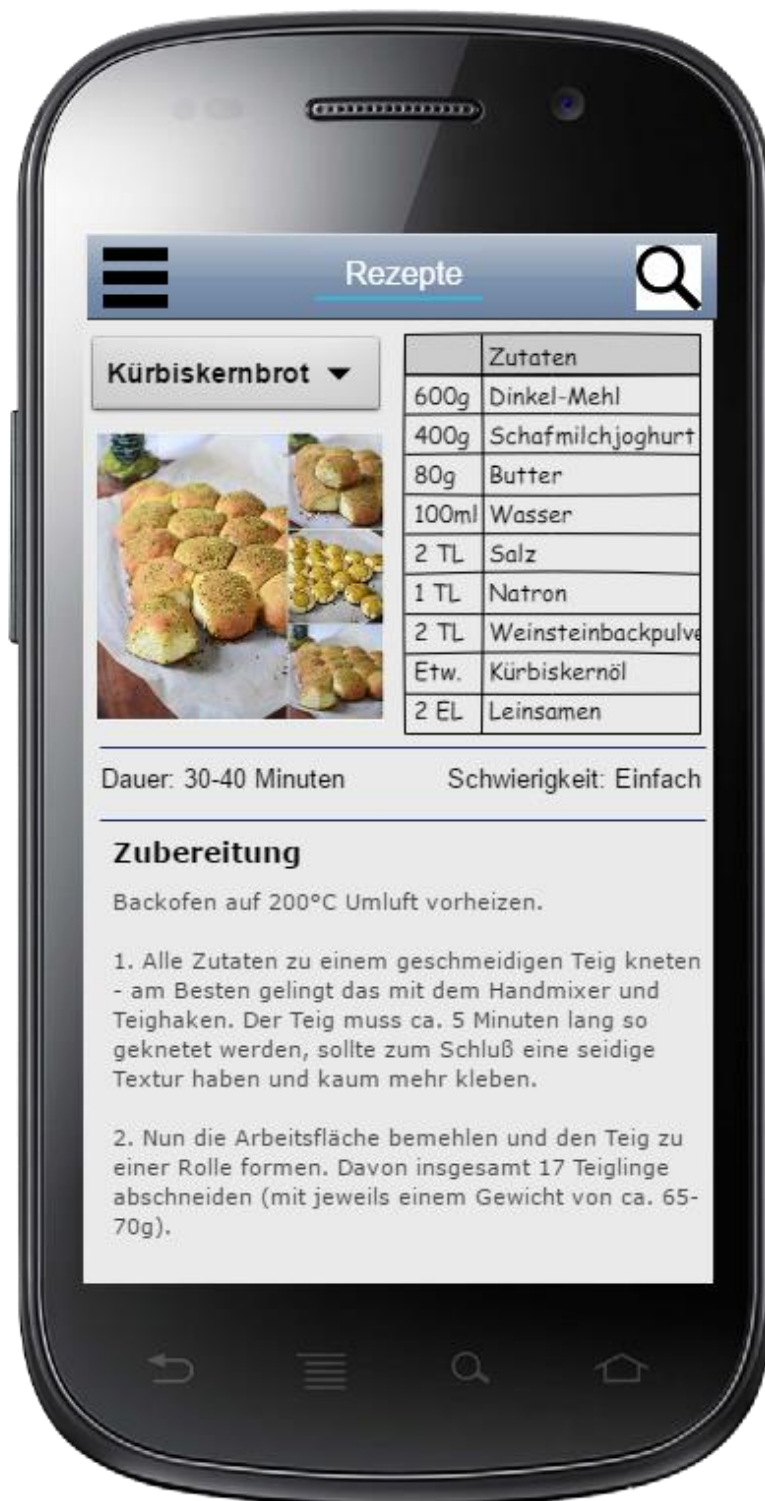 Rezepte
Kürbiskernbrot
Zutaten
600g Dinkel-Mehl
400g Schafmilchjoghurt
80g Butter
100ml Wasser
2 TL Salz
1 TL Natron
2 TL Weinsteinbackpulve
Etw. Kürbiskernöl
2 EL Leinsamen
Dauer: 30-40 Minuten Schwierigkeit: Einfach
Zubereitung
Backofen auf 200°C Umluft vorheizen.
1. Alle Zutaten zu einem geschmeidigen Teig kneten
- am Besten gelingt das mit dem Handmixer und
Teighaken. Der Teig muss ca. 5 Minuten lang so
geknetet werden, sollte zum Schluß eine seidige
Textur haben und kaum mehr kleben.
2. Nun die Arbeitsfläche bemehlen und den Teig zu
einer Rolle formen. Davon insgesamt 17 Teiglinge
abschneiden (mit jeweils einem Gewicht von ca. 65-
70g).